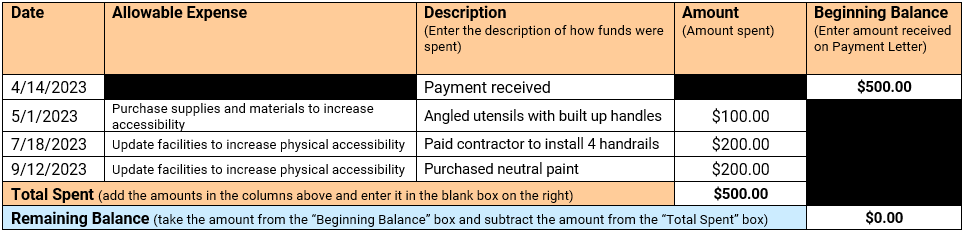 Date Allowable Expense Description Amount Beginning Balance
(Enter the description of how funds were spent) (Amount spent) (Enter amount received on Payment Letter)
4/14/2023 Payment received $500.00
5/1/2023 Purchase supplies and materials to increase accessibility Angled utensils with built up handles $100.00
7/18/2023 Update facilities to increase physical accessibility Paid contractor to install 4 handrails $200.00
9/12/2023 Update facilities to increase physical accessibility Purchased neutral paint $200.00
Total Spent (add the amounts in the columns above and enter it in the blank box on the right) $500.00
Remaining Balance (take the amount from the “Beginning Balance” box and subtract the amount from the “Total Spent” box) $0.00